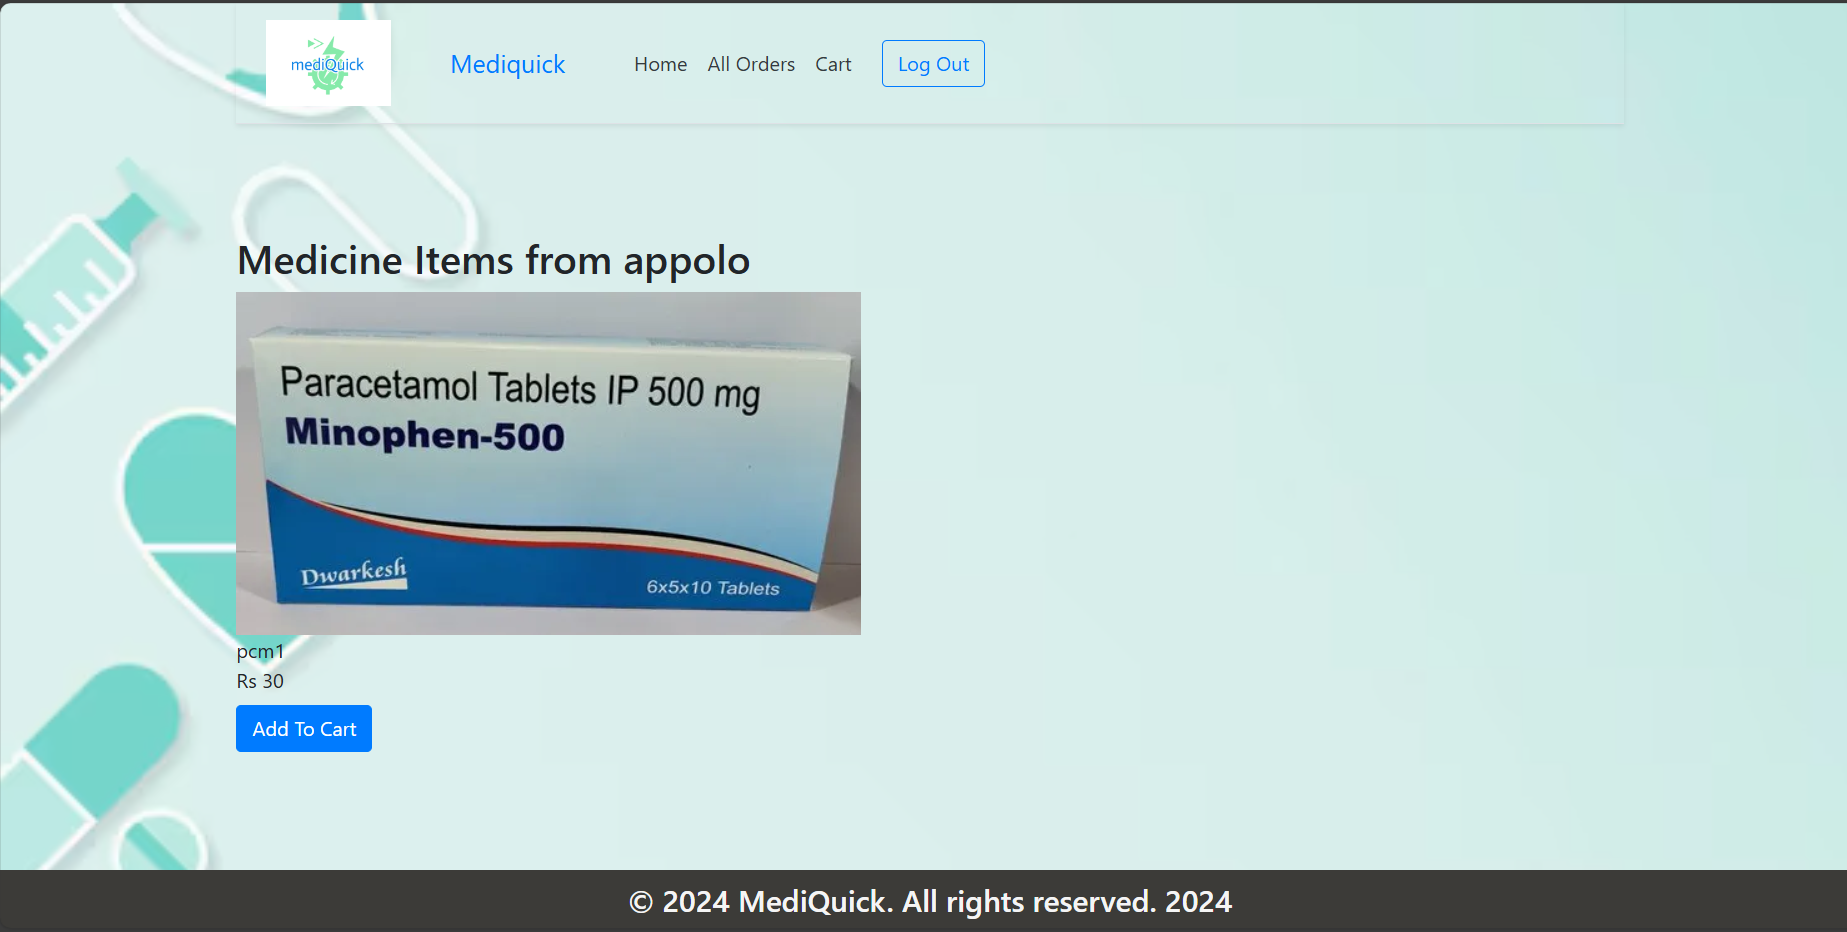 mediQuick
Mediquick
Home
All Orders
Cart
Log Out
Medicine Items from appolo
Paracetamol Tablets IP 500 mg
Minophen-500
Dwarkesh
6x5x10 Tablets
pcm1
Rs 30
Add To Cart
© 2024 MediQuick. All rights reserved. 2024